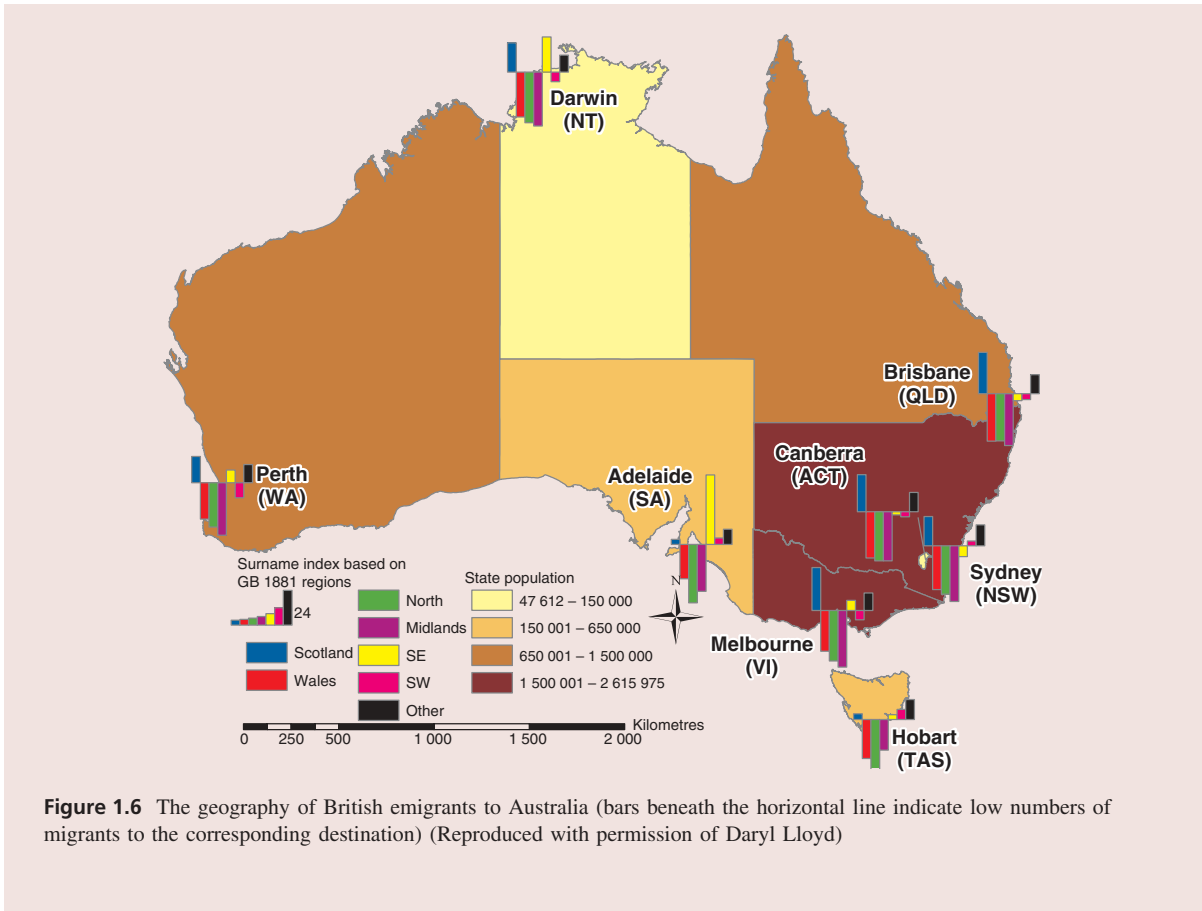 Darwin
(NT)
Brisbane
(QLD)
Canberra
(ACT)
Perth
(WA)
Adelaide
(SA)
Sydney
(NSW)
Melbourne
(VI)
Hobart
(TAS)
N
Surname index based on
GB 1881 regions
24
Scotland
Wales
North
Midlands
SE
SW
Other
State population
47 612 – 150 000
150 001 – 650 000
650 001 – 1 500 000
1 500 001 – 2 615 975
Kilometres
0 250 500 1 000 1 500 2 000
Figure 1.6 The geography of British emigrants to Australia (bars beneath the horizontal line indicate low numbers of
migrants to the corresponding destination) (Reproduced with permission of Daryl Lloyd)